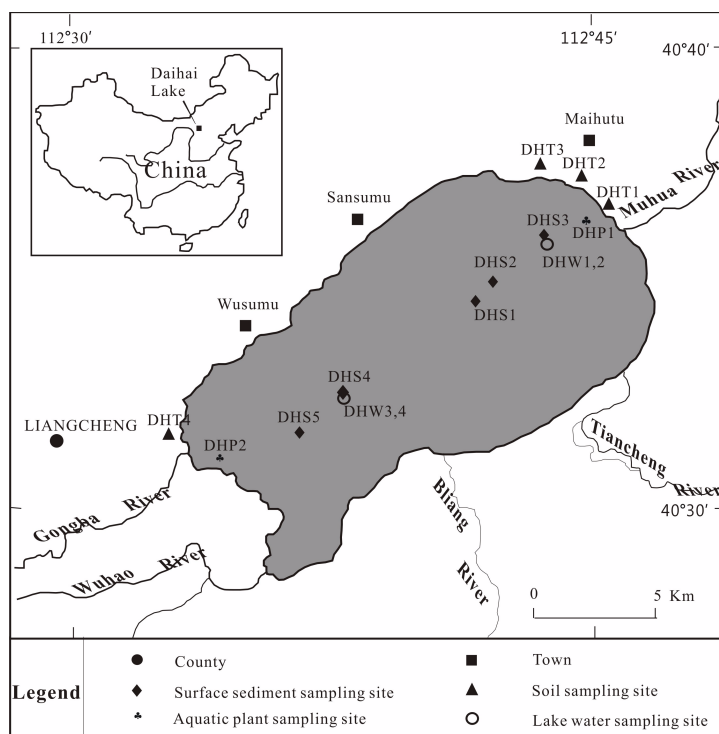 112°30′
112°45′
40°40′
Daihai
Lake
China
Maihutu
DHT3
DHT2
DHT1
Muhua River
Sansumu
DHS3
DHP1
DHW1,2
DHS2
DHS1
Wusumu
DHS4
DHW3,4
LIANGCHENG
DHT4
DHS5
DHP2
Tiancheng
River
Gongba River
Bliang
River
40°30′
Wuhao River
0 5 Km
Legend
County
Town
Surface sediment sampling site
Soil sampling site
Aquatic plant sampling site
Lake water sampling site